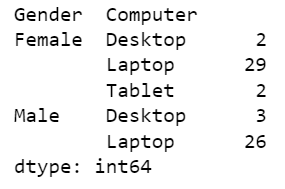 Gender  Computer
Female  Desktop      2
        Laptop      29
        Tablet       2
Male    Desktop      3
        Laptop      26
dtype: int64